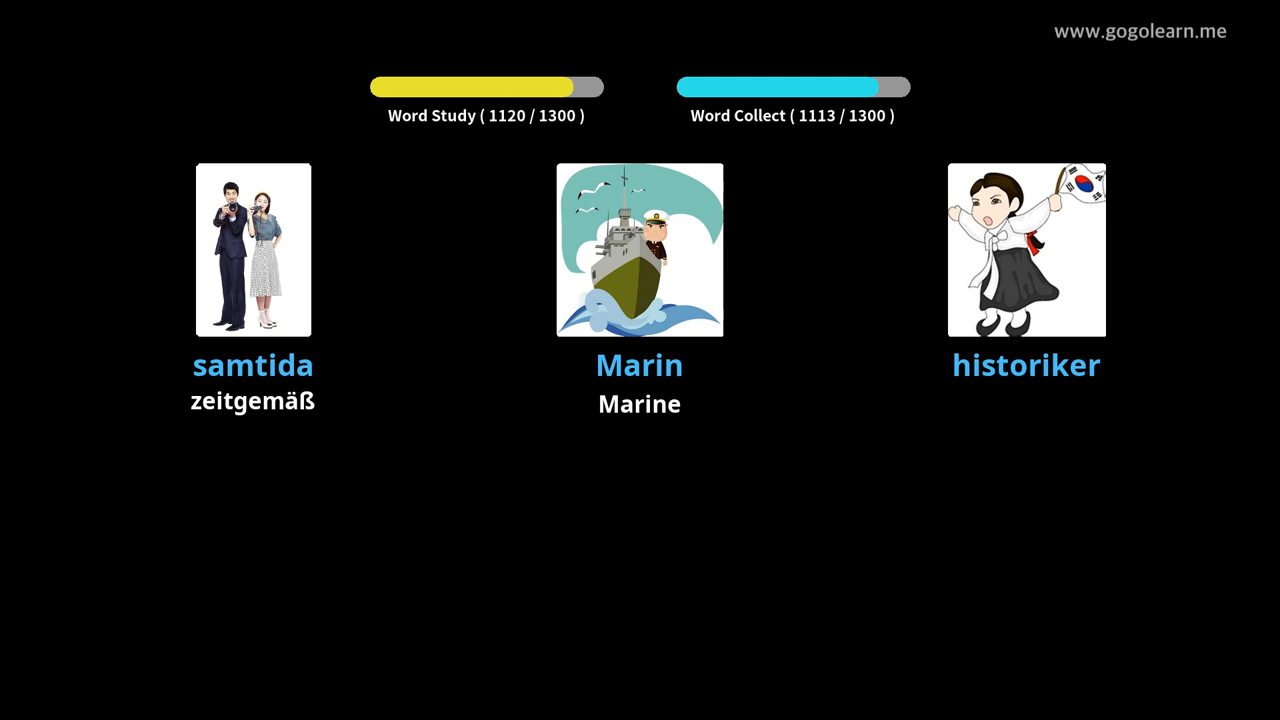 www.gogolearn.me
Word Study ( 1120 / 1300 )
Word Collect ( 1113 / 1300 )
samtida
zeitgemäß
Marin
Marine
historiker